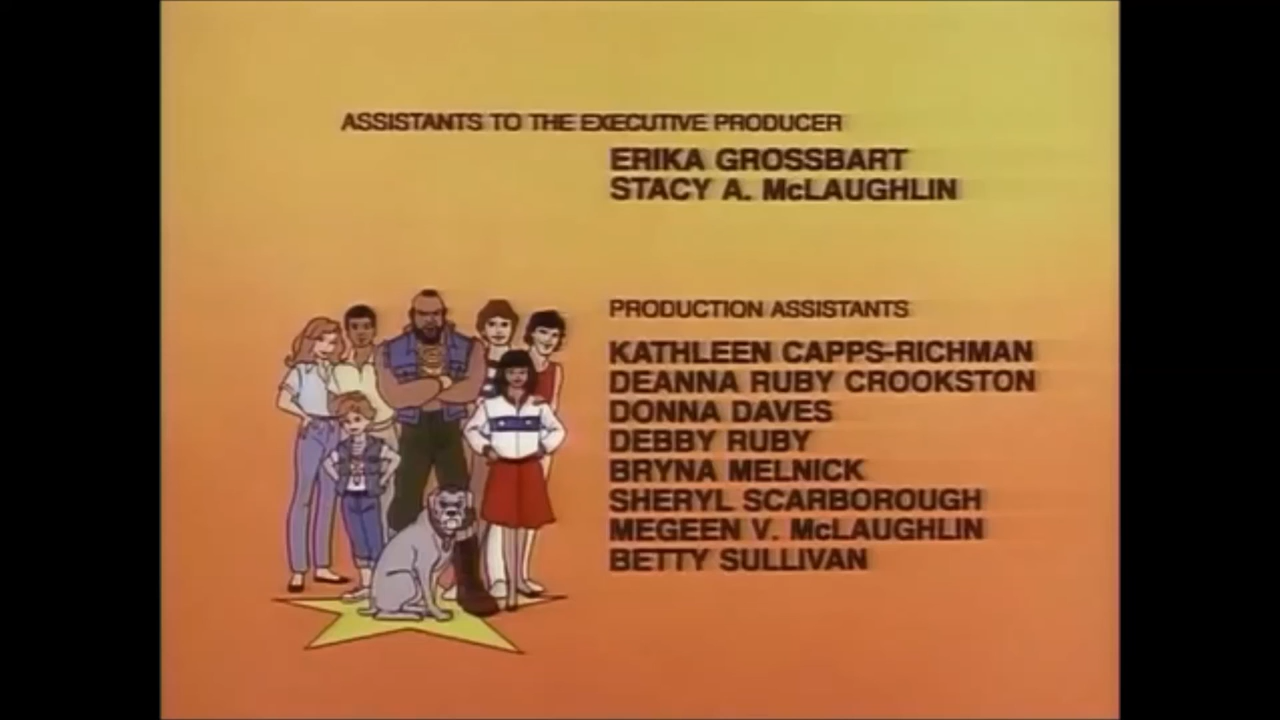 ASSISTANTS TO THE EXECUTIVE PRODUCER
ERIKA GROSSBART
STACY A. McLAUGHLIN
PRODUCTION ASSISTANTS
KATHLEEN CAPPS-RICHMAN
DEANNA RUBY CROOKSTON
DONNA DAVES
DEBBY RUBY
BRYNA MELNICK
SHERYL SCARBOROUGH
MEGEEN V. McLAUGHLIN
BETTY SULLIVAN